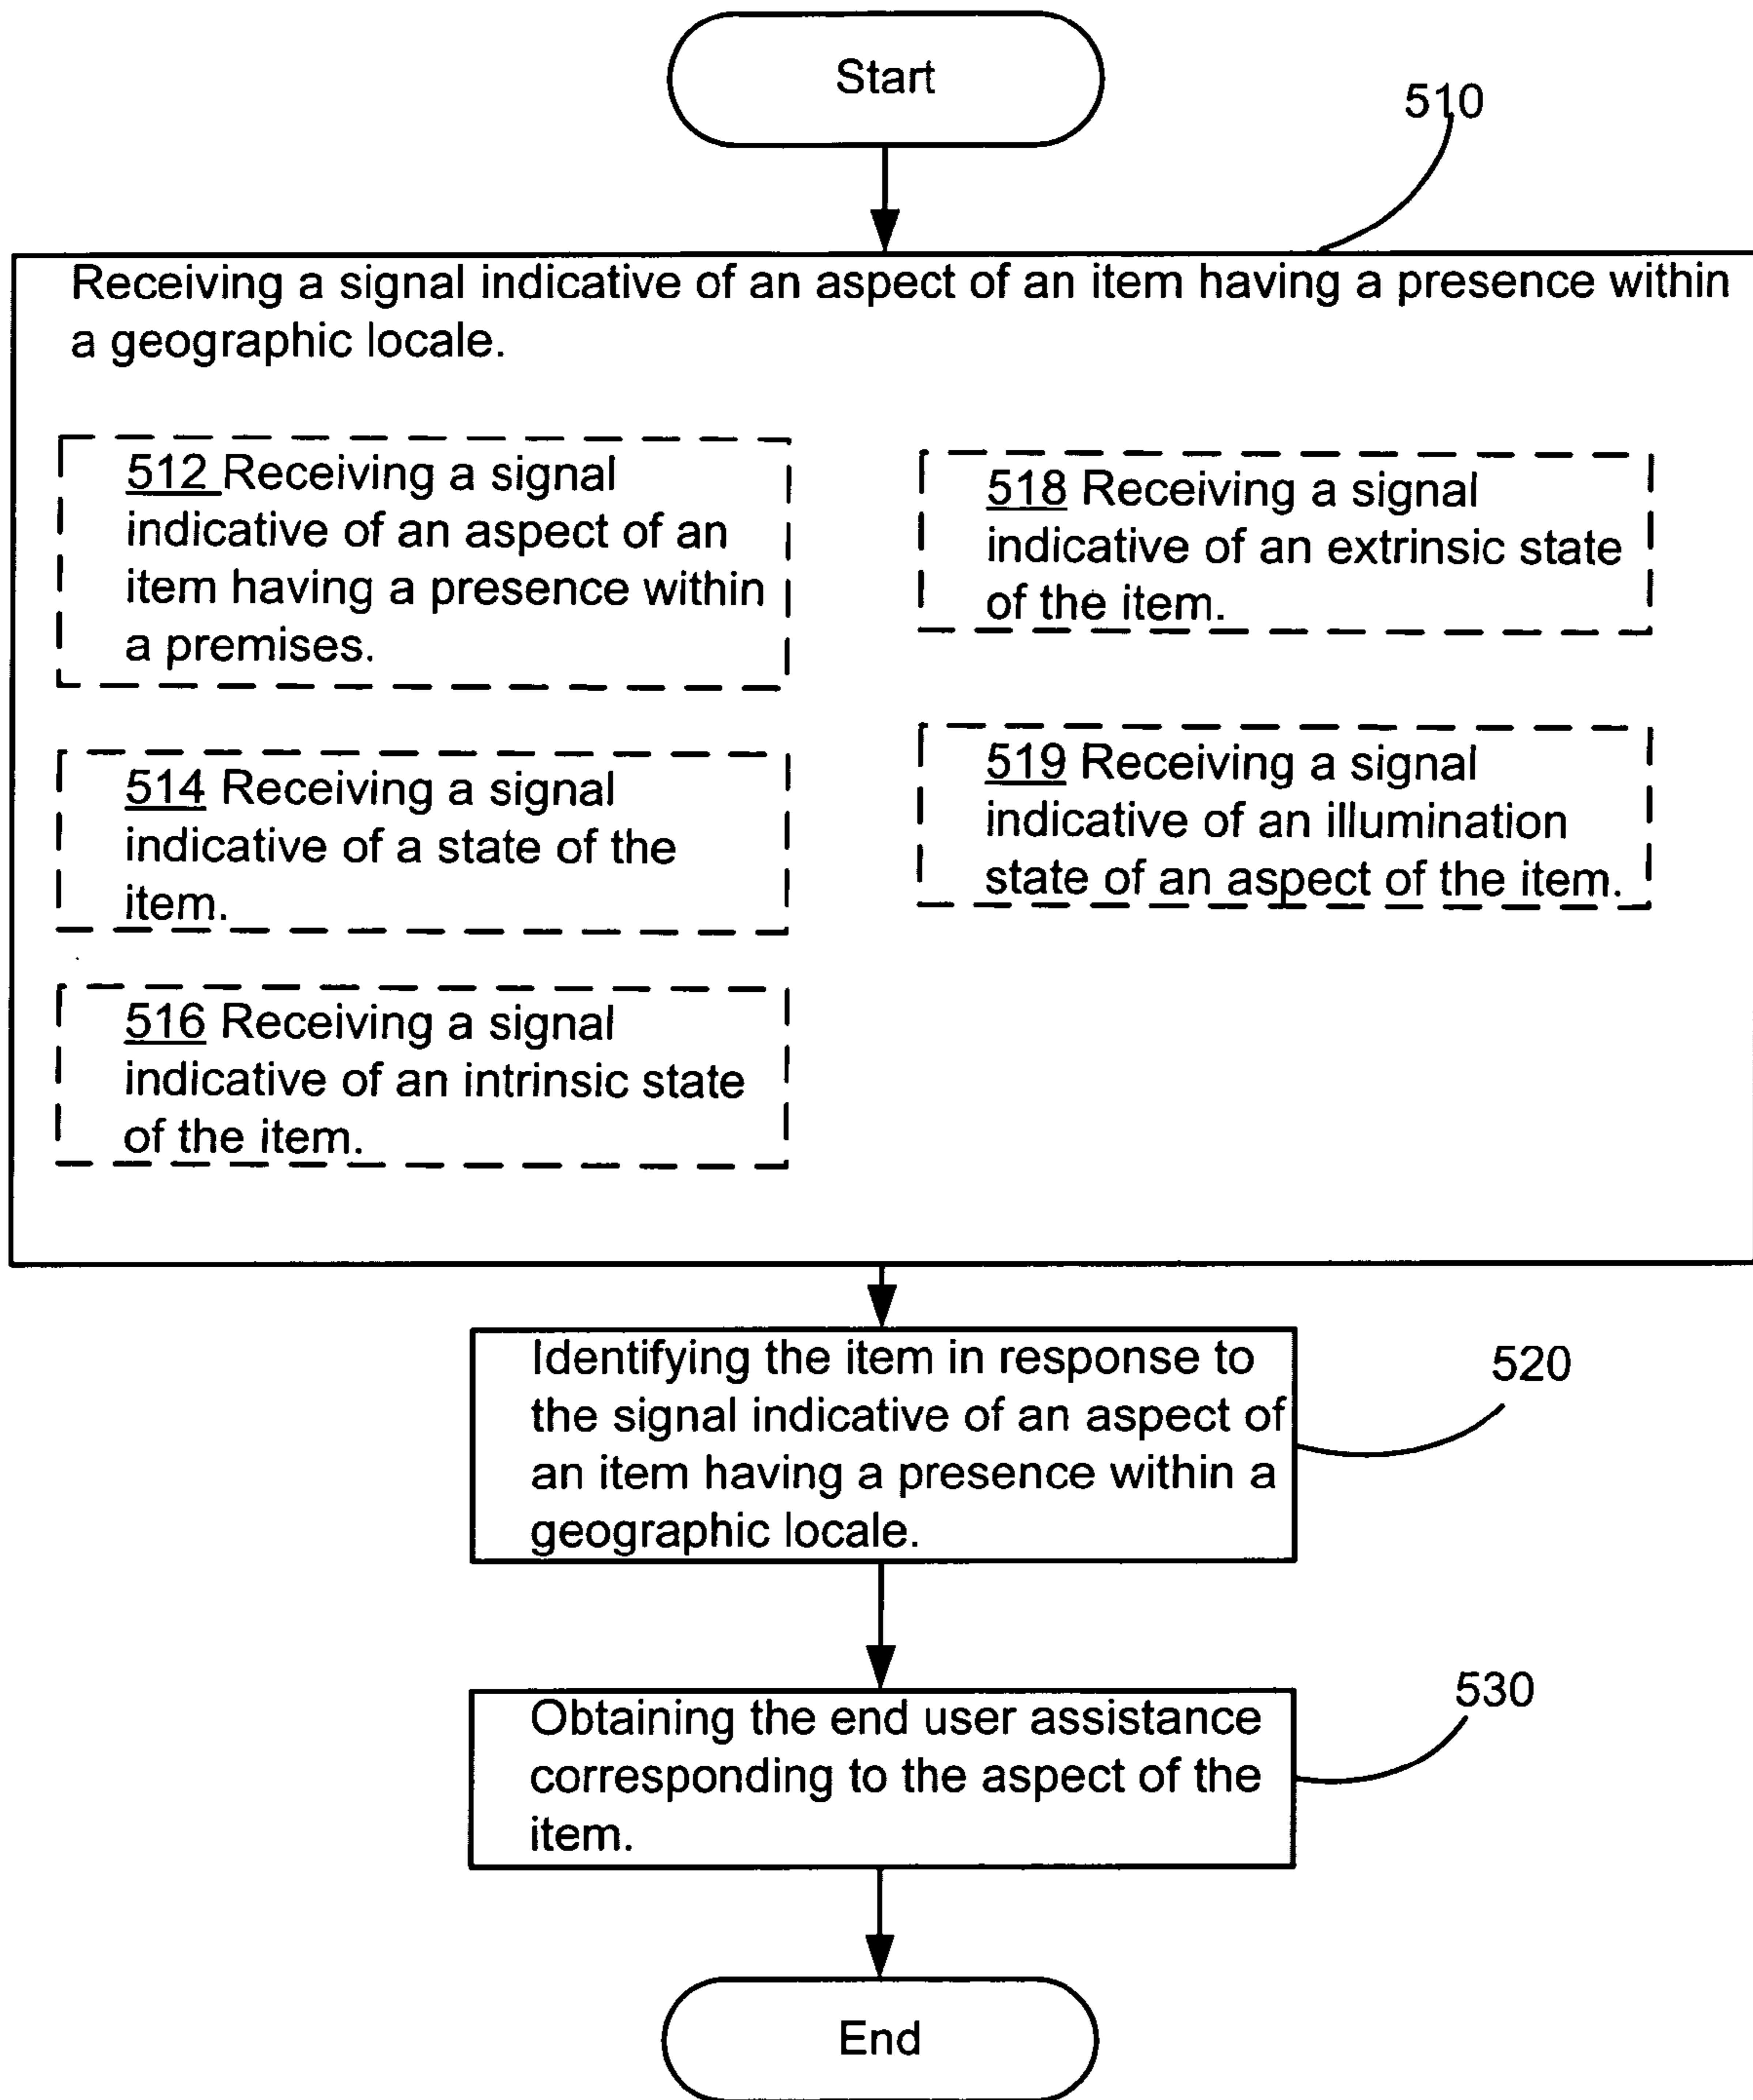 Start
510
Receiving a signal indicative of an aspect of an item having a presence within
a geographic locale.
512 Receiving a signal
indicative of an aspect of an
item having a presence within
a premises.
514 Receiving a signal
indicative of a state of the
item.
516 Receiving a signal
indicative of an intrinsic state
of the item.
518 Receiving a signal
indicative of an extrinsic state
of the item.
519 Receiving a signal
indicative of an illumination
state of an aspect of the item.
Identifying the item in response to
the signal indicative of an aspect of
an item having a presence within a
geographic locale.
520
Obtaining the end user assistance
corresponding to the aspect of the
item.
530
End